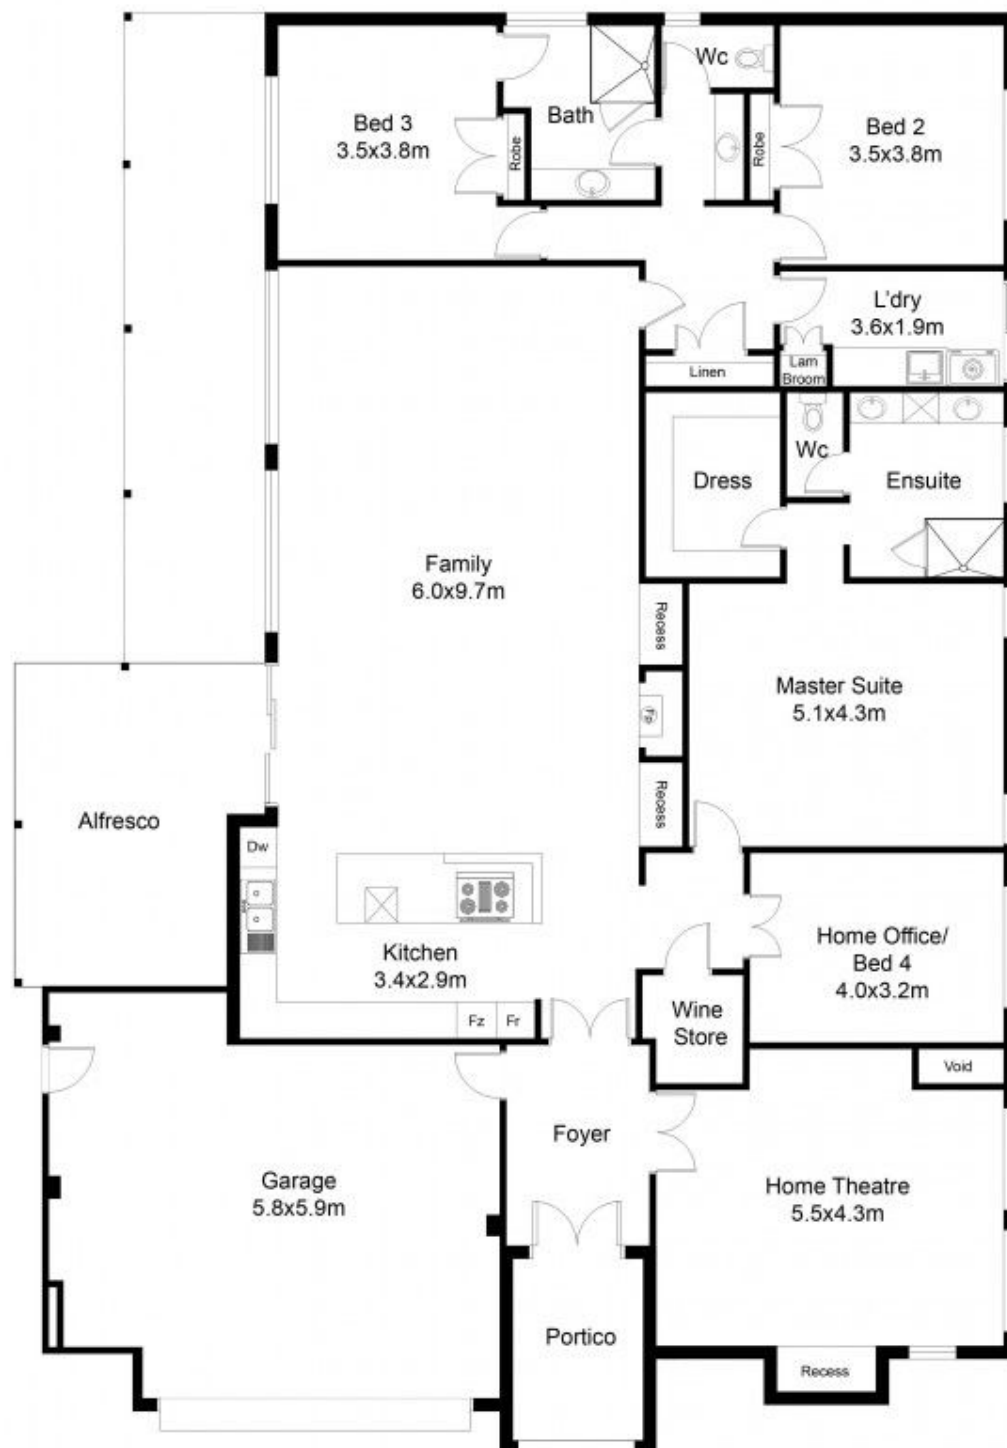 Wc
Bed 3
3.5x3.8m
Robe
Bath
Robe
Bed 2
3.5x3.8m
L'dry
3.6x1.9m
Linen
Lam
Broom
Dress
Wc
Ensuite
Family
6.0x9.7m
Recess
Fp
Recess
Master Suite
5.1x4.3m
Alfresco
Dw
Kitchen
3.4x2.9m
Fz
Fr
Home Office/
Bed 4
4.0x3.2m
Wine
Store
Void
Foyer
Garage
5.8x5.9m
Home Theatre
5.5x4.3m
Portico
Recess